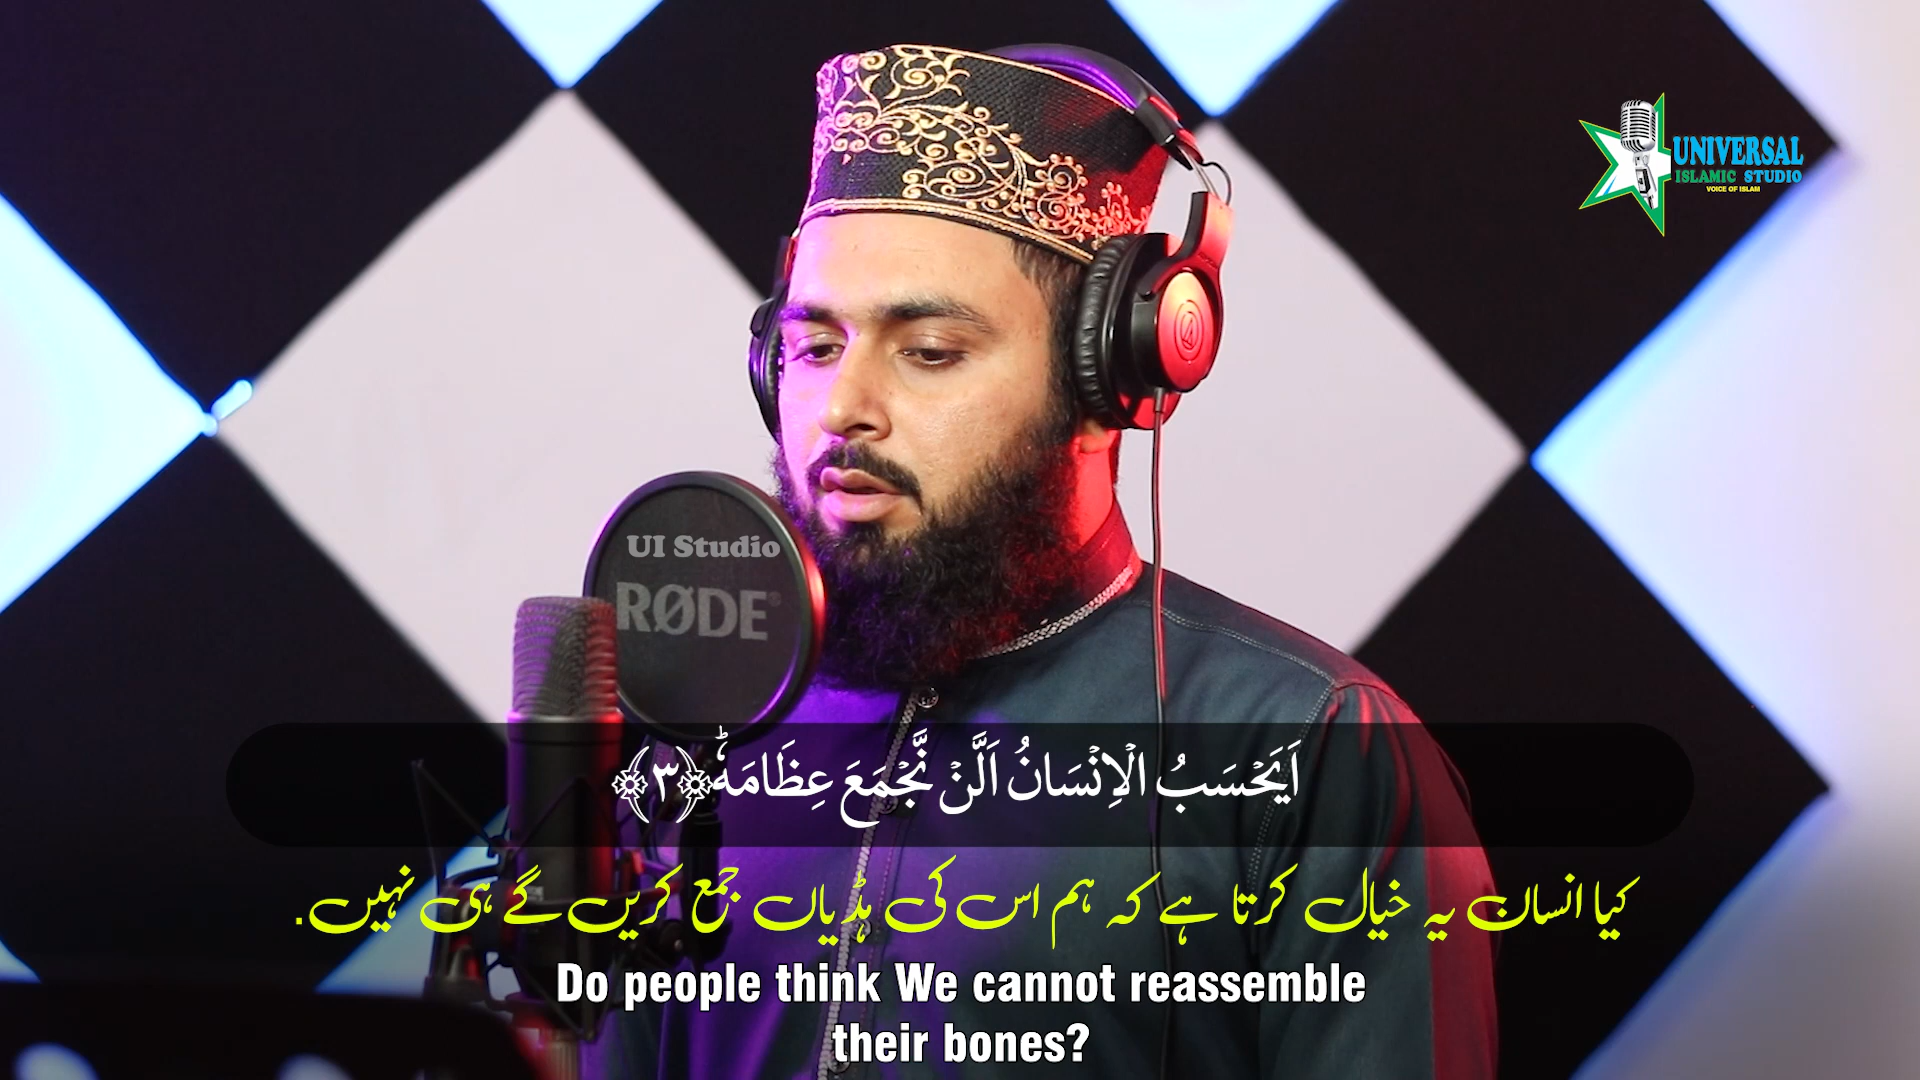 UNIVERSAL
ISLAMIC STUDIO
VOICE OF ISLAM
UI Studio
RØDE®
اَيَحْسَبُ الْاِنْسَانُ اَلَّنْ نَّجْمَعَ عِظَامَهٗؕ﴿۳﴾
کیا انسان یہ خیال کرتا ہے کہ ہم اس کی ہڈیاں جمع کریں گے ہی نہیں.
Do people think We cannot reassemble
their bones?